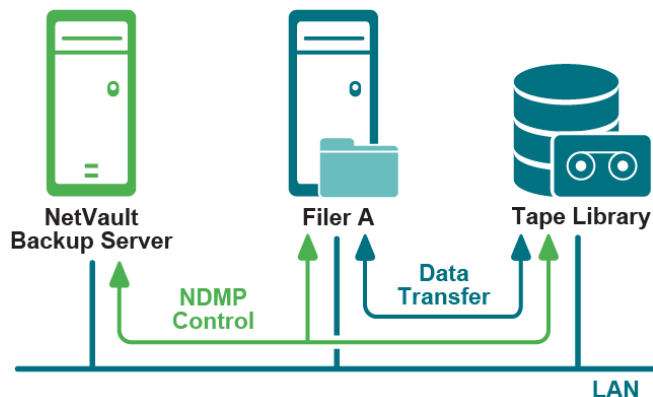 NetVault
Backup Server
Filer A
Tape Library
NDMP
Control
Data
Transfer
LAN